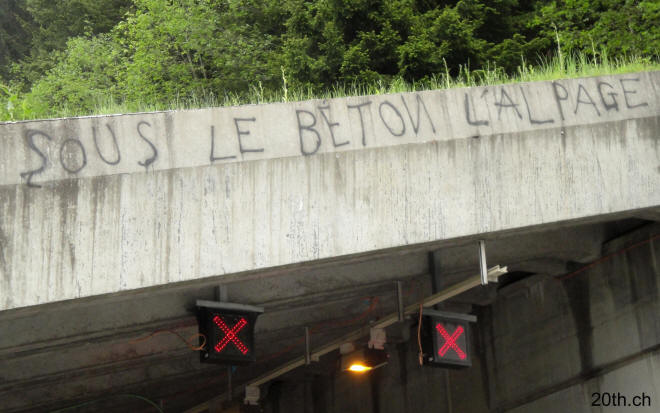 SOUS LE BÉTON L'ALPAGE
X X
20th.ch